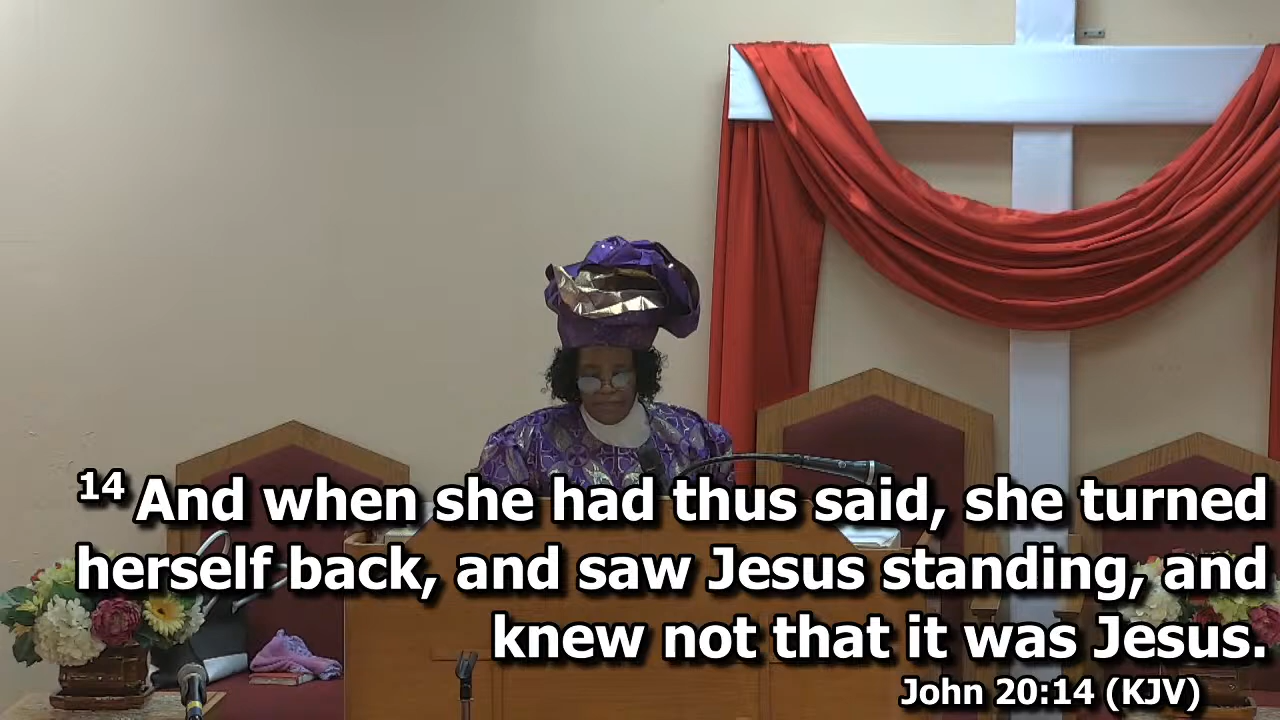 14 And when she had thus said, she turned
herself back, and saw Jesus standing, and
knew not that it was Jesus.
John 20:14 (KJV)